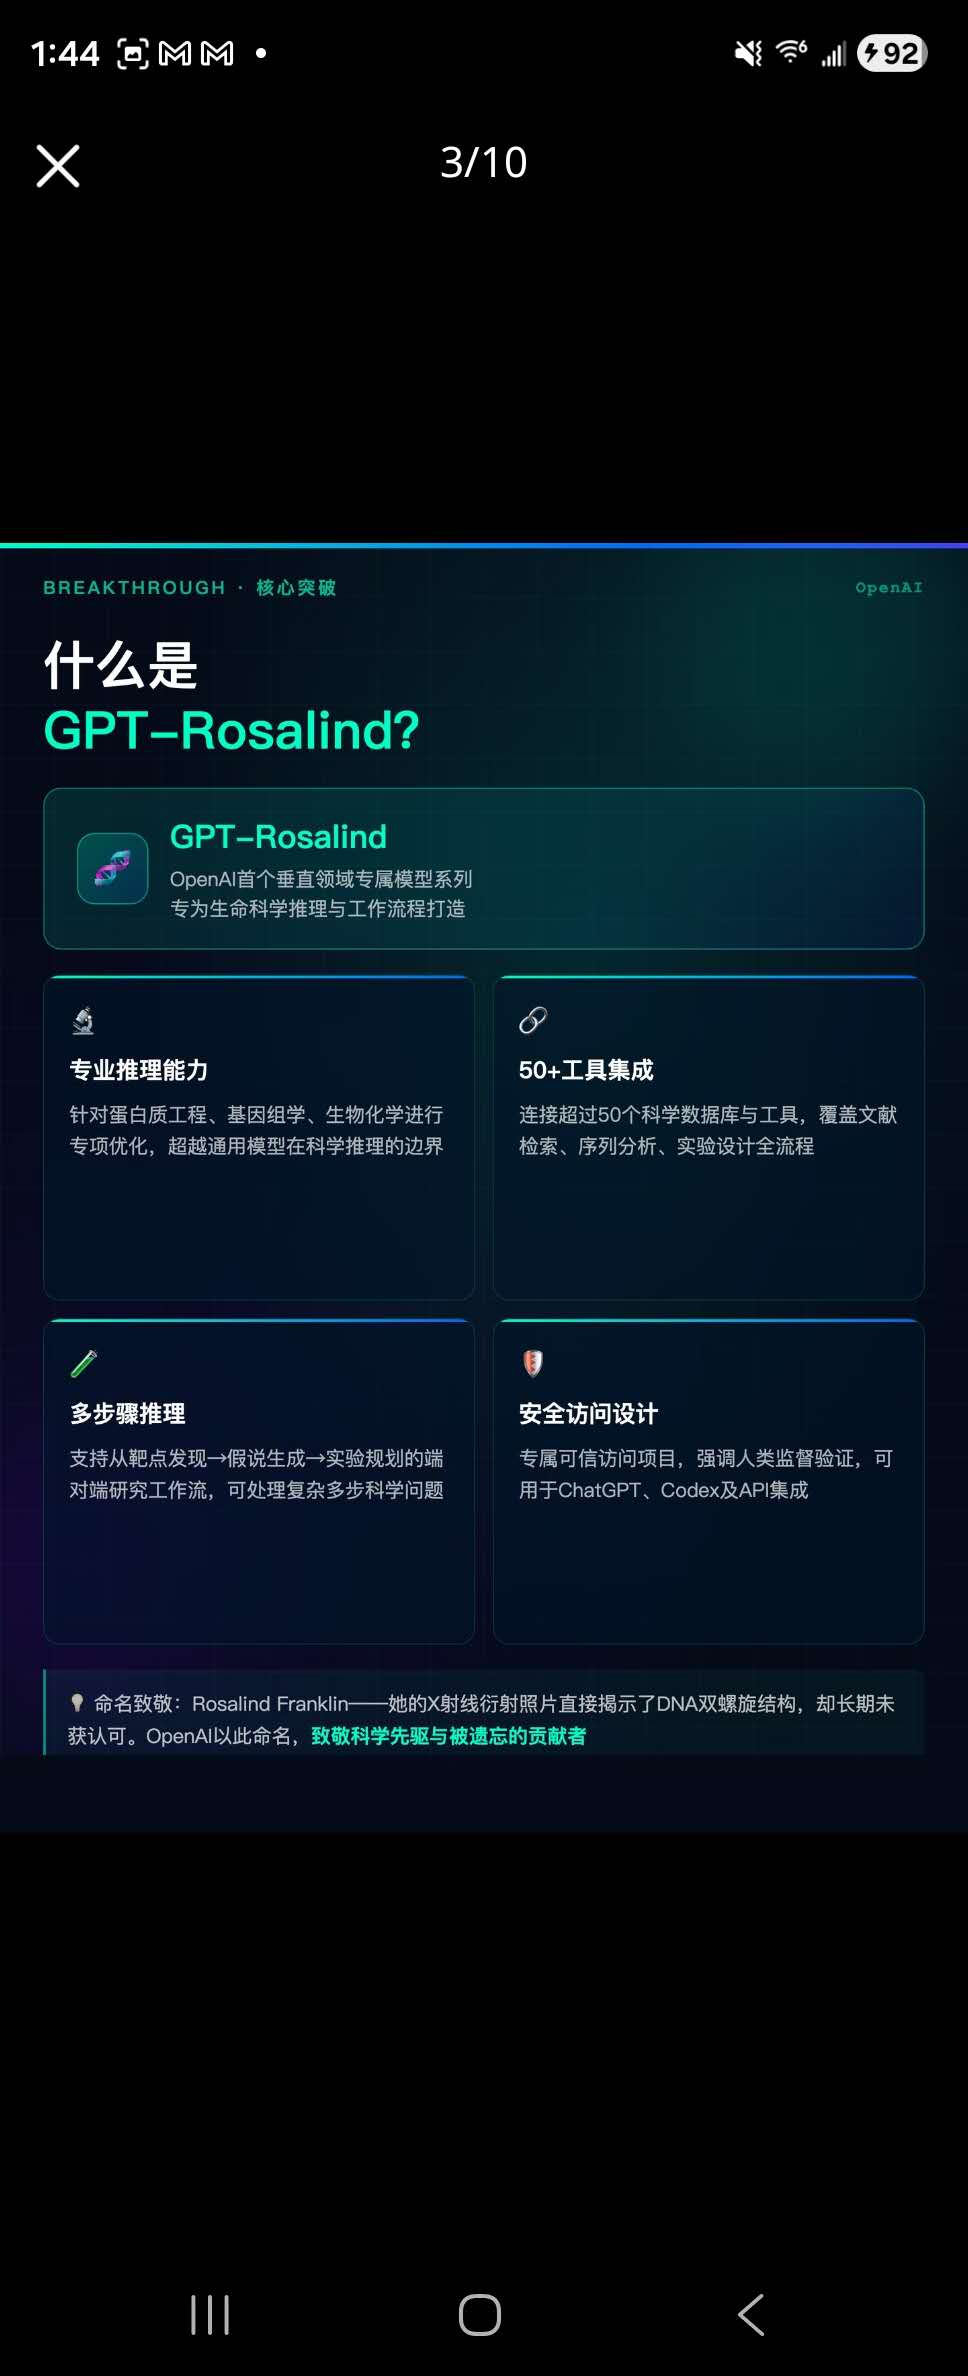 1:44
92
3/10
BREAKTHROUGH · 核心突破
OpenAI
什么是
GPT-Rosalind?
GPT-Rosalind
OpenAI首个垂直领域专属模型系列
专为生命科学推理与工作流程打造
专业推理能力
针对蛋白质工程、基因组学、生物化学进行
专项优化，超越通用模型在科学推理的边界
50+工具集成
连接超过50个科学数据库与工具，覆盖文献
检索、序列分析、实验设计全流程
多步骤推理
支持从靶点发现→假说生成→实验规划的端
对端研究工作流，可处理复杂多步科学问题
安全访问设计
专属可信访问项目，强调人类监督验证，可
用于ChatGPT、Codex及API集成
命名致敬：Rosalind Franklin——她的X射线衍射照片直接揭示了DNA双螺旋结构，却长期未
获认可。OpenAI以此命名，致敬科学先驱与被遗忘的贡献者